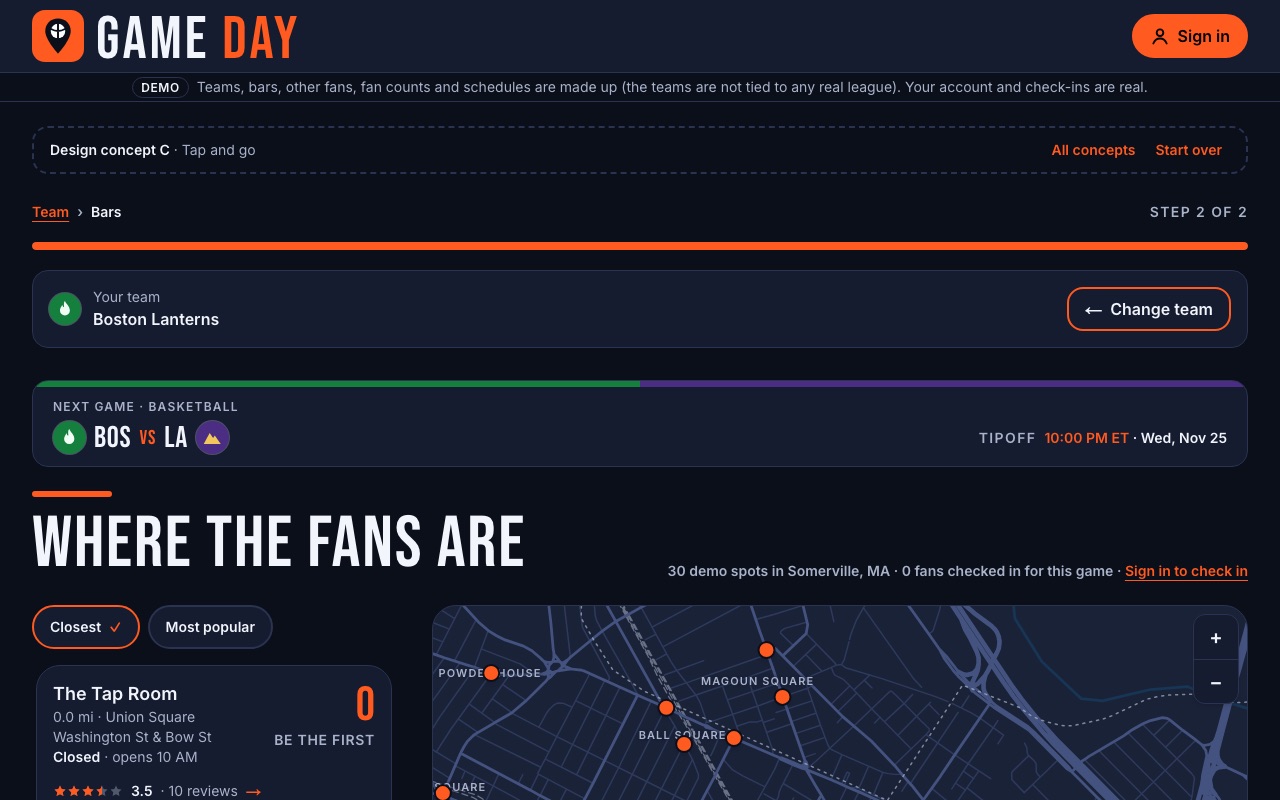 GAME DAY
Sign in
DEMO Teams, bars, other fans, fan counts and schedules are made up (the teams are not tied to any real league). Your account and check-ins are real.
Design concept C · Tap and go
All concepts
Start over
Team › Bars
STEP 2 OF 2
Your team
Boston Lanterns
← Change team
NEXT GAME · BASKETBALL
BOS VS LA
TIPOFF 10:00 PM ET · Wed, Nov 25
WHERE THE FANS ARE
30 demo spots in Somerville, MA · 0 fans checked in for this game · Sign in to check in
Closest ✓
Most popular
The Tap Room
0.0 mi · Union Square
Washington St & Bow St
Closed · opens 10 AM
0
BE THE FIRST
3.5 · 10 reviews →
MAGOUN SQUARE
BALL SQUARE
+
−